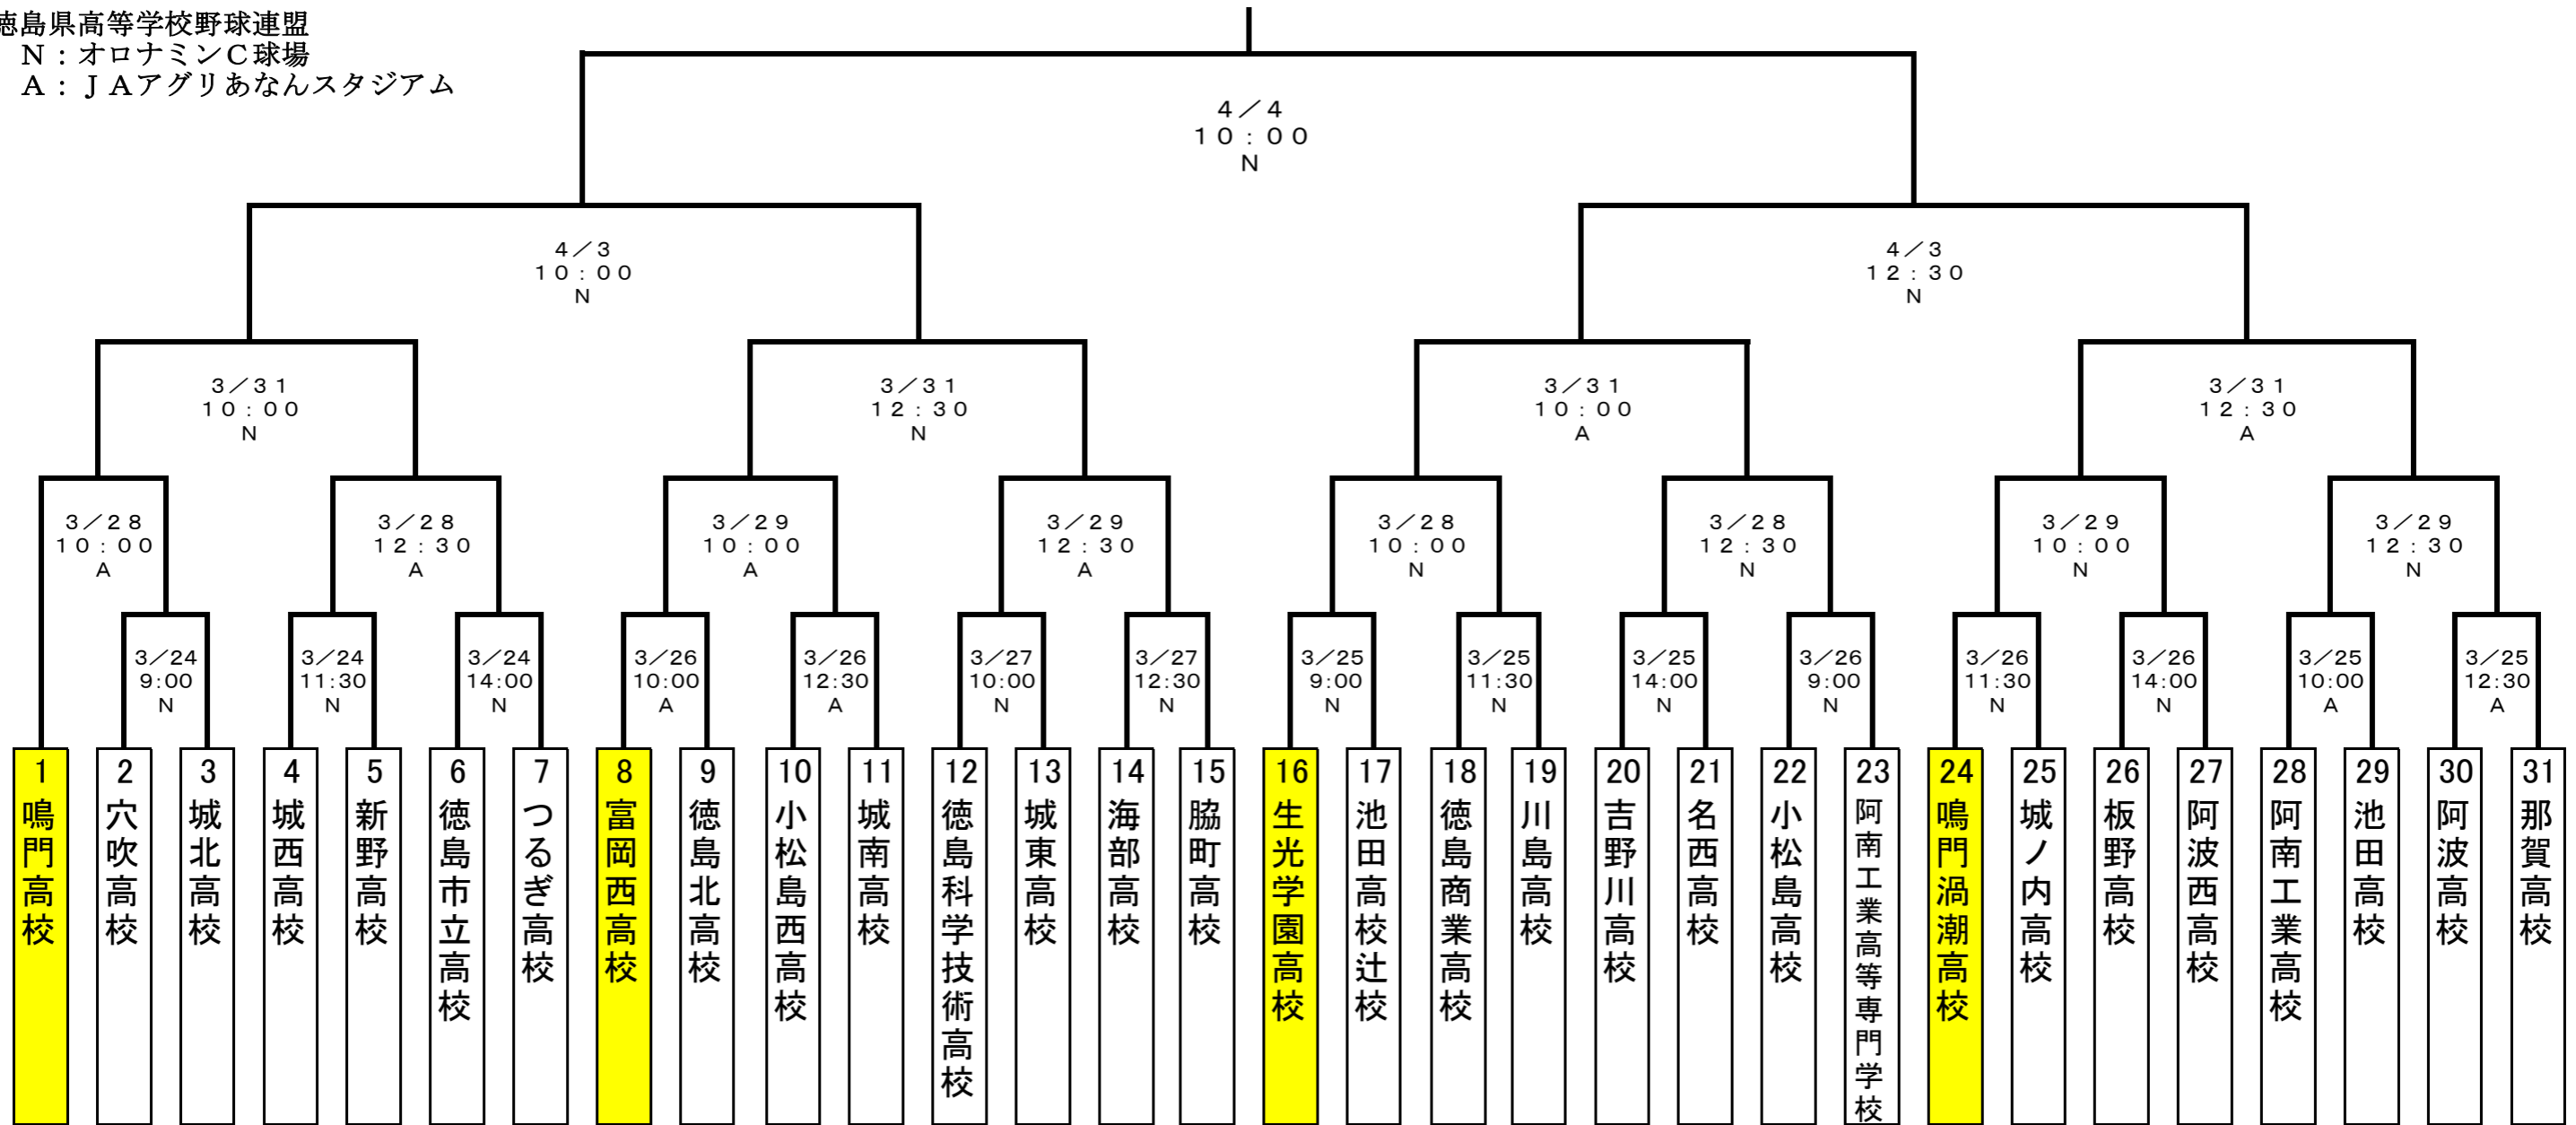 徳島県高等学校野球連盟
N：オロナミンC球場
A：JAアグリあなんスタジアム
4／4
10：00
N
4／3
10：00
N
4／3
12：30
N
3／31
10：00
N
3／31
12：30
N
3／31
10：00
A
3／31
12：30
A
3／28
10：00
A
3／28
12：30
A
3／29
10：00
A
3／29
12：30
A
3／28
10：00
N
3／28
12：30
N
3／29
10：00
N
3／29
12：30
N
3／24
9:00
N
3／24
11:30
N
3／24
14:00
N
3／26
10:00
A
3／26
12:30
A
3／27
10:00
N
3／27
12:30
N
3／25
9:00
N
3／25
11:30
N
3／25
14:00
N
3／26
9:00
N
3／26
11:30
N
3／26
14:00
N
3／25
10:00
A
3／25
12:30
A
1
鳴門高校
2
穴吹高校
3
城北高校
4
城西高校
5
新野高校
6
徳島市立高校
7
つるぎ高校
8
富岡西高校
9
徳島北高校
10
小松島西高校
11
城南高校
12
徳島科学技術高校
13
城東高校
14
海部高校
15
脇町高校
16
生光学園高校
17
池田高校辻校
18
徳島商業高校
19
川島高校
20
吉野川高校
21
名西高校
22
小松島高校
23
阿南工業高等専門学校
24
鳴門渦潮高校
25
城ノ内高校
26
板野高校
27
阿波西高校
28
阿南工業高校
29
池田高校
30
阿波高校
31
那賀高校